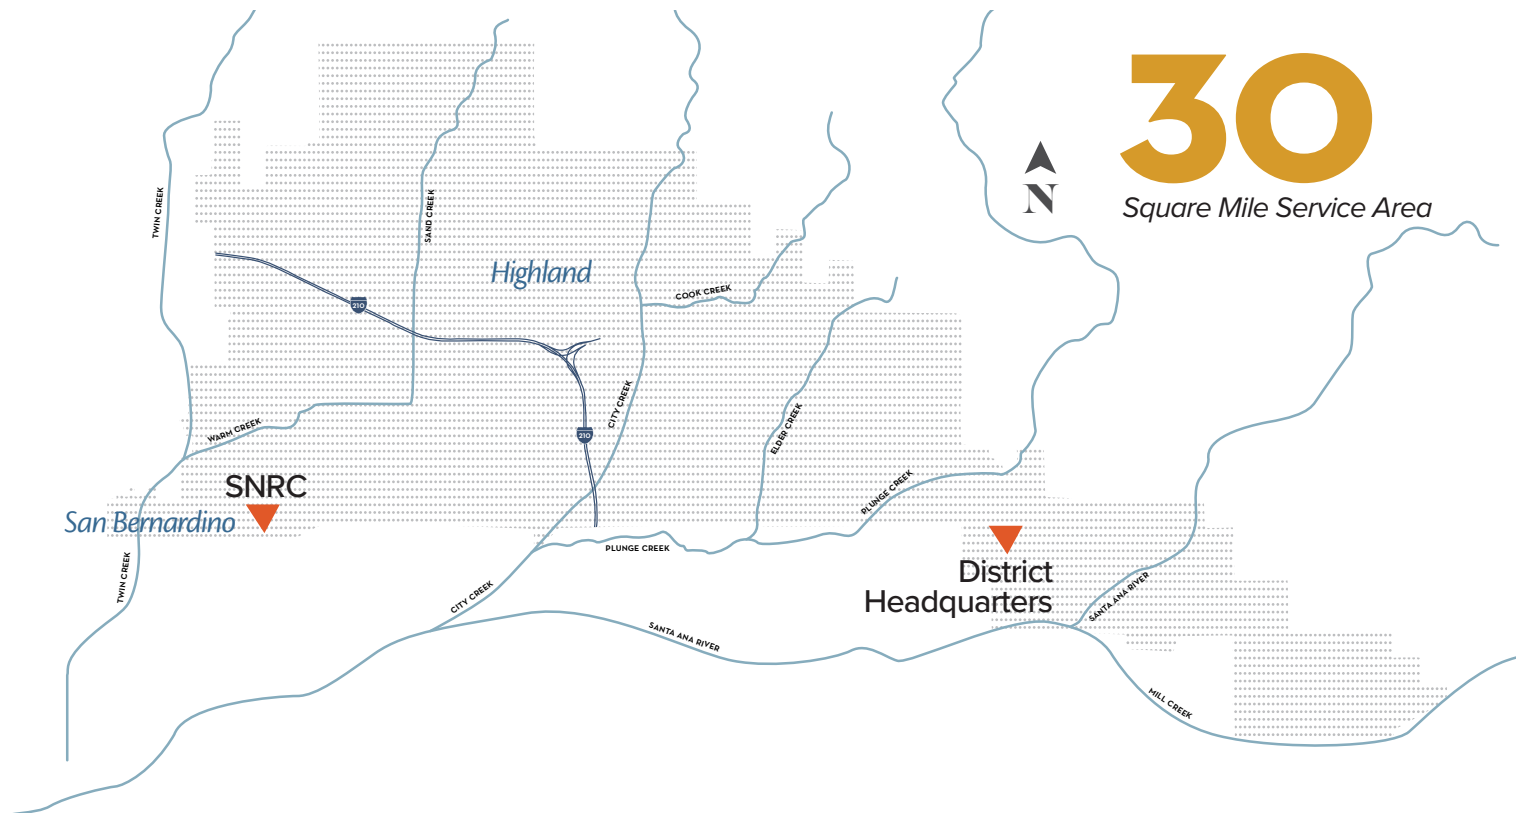 30
Square Mile Service Area
N
TWIN CREEK
SAND CREEK
Highland
COOK CREEK
210
CITY CREEK
ELDER CREEK
WARM CREEK
210
SNRC
PLUNGE CREEK
San Bernardino
PLUNGE CREEK
TWIN CREEK
District
Headquarters
CITY CREEK
SANTA ANA RIVER
SANTA ANA RIVER
MILL CREEK